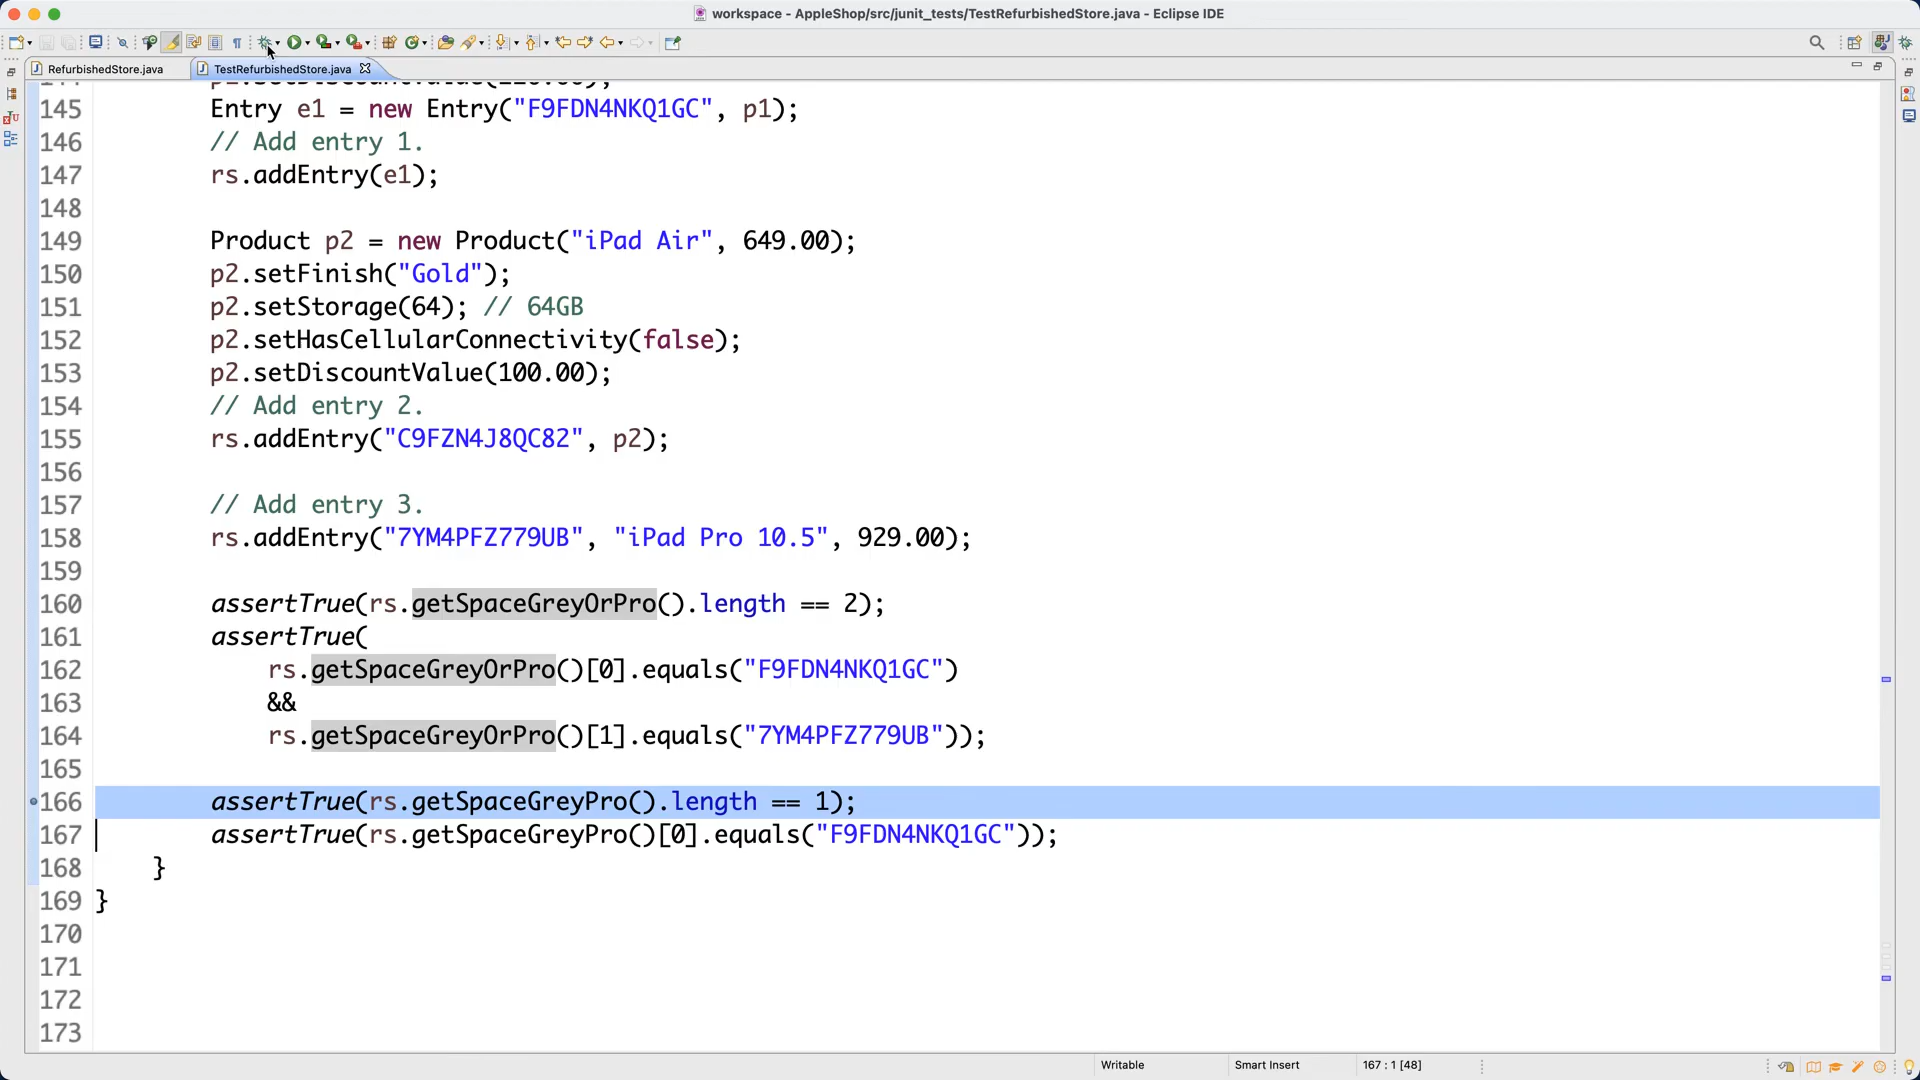 workspace - AppleShop/src/junit_tests/TestRefurbishedStore.java - Eclipse IDE
RefurbishedStore.java TestRefurbishedStore.java
145 Entry e1 = new Entry("F9FDN4NKQ1GC", p1);
146 // Add entry 1.
147 rs.addEntry(e1);
148
149 Product p2 = new Product("iPad Air", 649.00);
150 p2.setFinish("Gold");
151 p2.setStorage(64); // 64GB
152 p2.setHasCellularConnectivity(false);
153 p2.setDiscountValue(100.00);
154 // Add entry 2.
155 rs.addEntry("C9FZN4J8QC82", p2);
156
157 // Add entry 3.
158 rs.addEntry("7YM4PFZ779UB", "iPad Pro 10.5", 929.00);
159
160 assertTrue(rs.getSpaceGreyOrPro().length == 2);
161 assertTrue(
162 rs.getSpaceGreyOrPro()[0].equals("F9FDN4NKQ1GC")
163 &&
164 rs.getSpaceGreyOrPro()[1].equals("7YM4PFZ779UB"));
165
166 assertTrue(rs.getSpaceGreyPro().length == 1);
167 assertTrue(rs.getSpaceGreyPro()[0].equals("F9FDN4NKQ1GC"));
168 }
169 }
170
171
172
173
Writable Smart Insert 167 : 1 [48]